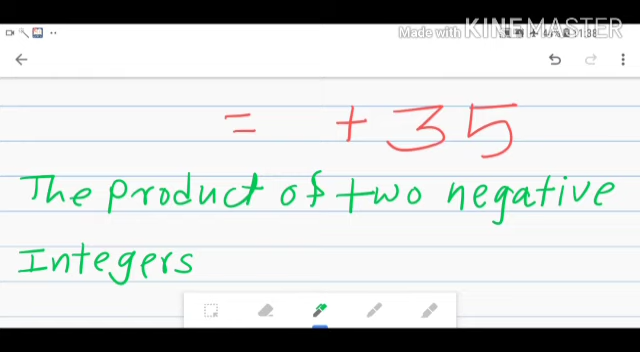 Made with KINEMASTER
= + 35
The product of two negative
Integers